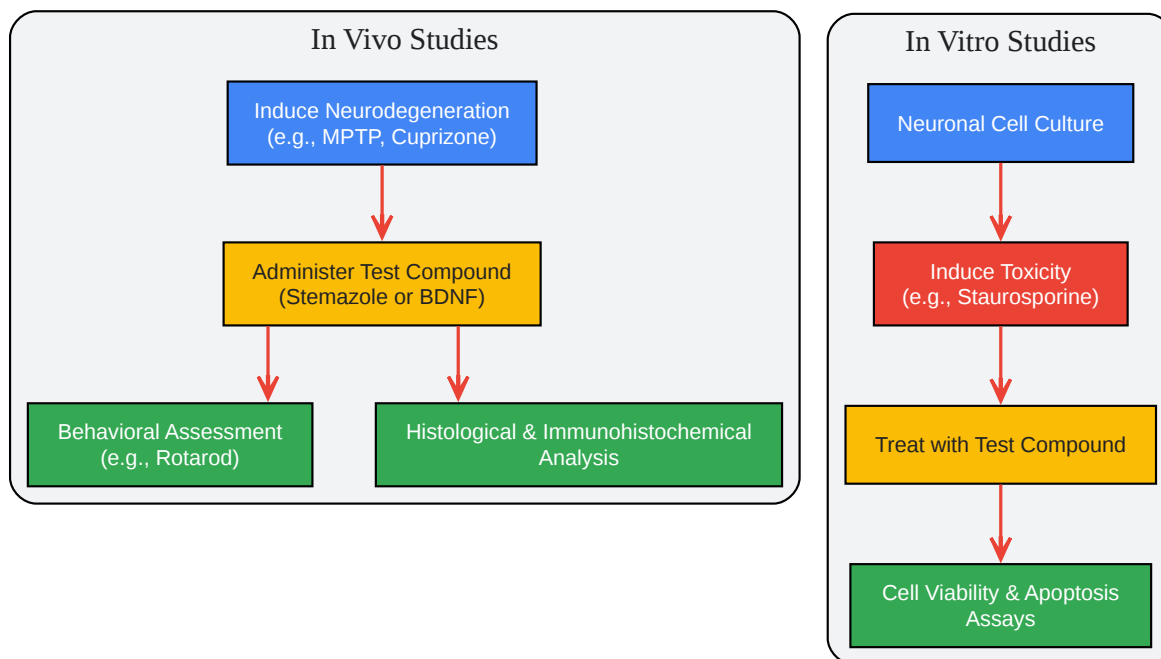 In Vivo Studies
Induce Neurodegeneration
(e.g., MPTP, Cuprizone)
Administer Test Compound
(Stemazole or BDNF)
Behavioral Assessment
(e.g., Rotarod)
Histological & Immunohistochemical
Analysis
In Vitro Studies
Neuronal Cell Culture
Induce Toxicity
(e.g., Staurosporine)
Treat with Test Compound
Cell Viability & Apoptosis
Assays